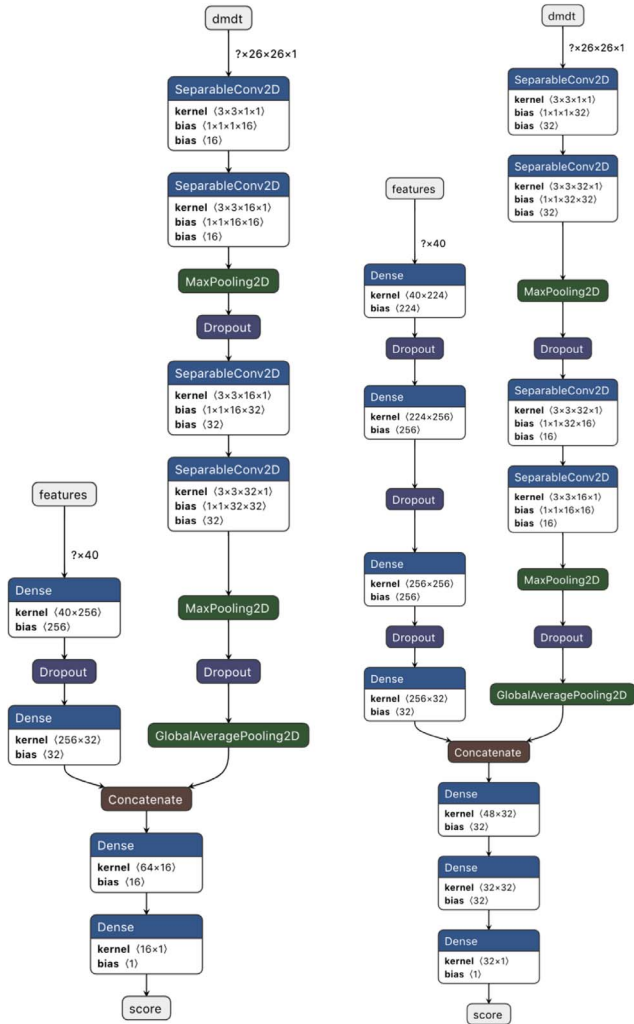 dmdt
?×26×26×1
SeparableConv2D
kernel ⟨3×3×1×1⟩
bias ⟨1×1×1×16⟩
bias ⟨16⟩
SeparableConv2D
kernel ⟨3×3×16×1⟩
bias ⟨1×1×16×16⟩
bias ⟨16⟩
MaxPooling2D
Dropout
SeparableConv2D
kernel ⟨3×3×16×1⟩
bias ⟨1×1×16×32⟩
bias ⟨32⟩
SeparableConv2D
kernel ⟨3×3×32×1⟩
bias ⟨1×1×32×32⟩
bias ⟨32⟩
MaxPooling2D
Dropout
GlobalAveragePooling2D
features
?×40
Dense
kernel ⟨40×256⟩
bias ⟨256⟩
Dropout
Dense
kernel ⟨256×32⟩
bias ⟨32⟩
Concatenate
Dense
kernel ⟨64×16⟩
bias ⟨16⟩
Dense
kernel ⟨16×1⟩
bias ⟨1⟩
score
dmdt
?×26×26×1
SeparableConv2D
kernel ⟨3×3×1×1⟩
bias ⟨1×1×1×32⟩
bias ⟨32⟩
SeparableConv2D
kernel ⟨3×3×32×1⟩
bias ⟨1×1×32×32⟩
bias ⟨32⟩
MaxPooling2D
Dropout
SeparableConv2D
kernel ⟨3×3×32×1⟩
bias ⟨1×1×32×16⟩
bias ⟨16⟩
SeparableConv2D
kernel ⟨3×3×16×1⟩
bias ⟨1×1×16×16⟩
bias ⟨16⟩
MaxPooling2D
Dropout
GlobalAveragePooling2D
features
?×40
Dense
kernel ⟨40×224⟩
bias ⟨224⟩
Dropout
Dense
kernel ⟨224×256⟩
bias ⟨256⟩
Dropout
Dense
kernel ⟨256×256⟩
bias ⟨256⟩
Dropout
Dense
kernel ⟨256×32⟩
bias ⟨32⟩
Concatenate
Dense
kernel ⟨48×32⟩
bias ⟨32⟩
Dense
kernel ⟨32×32⟩
bias ⟨32⟩
Dense
kernel ⟨32×1⟩
bias ⟨1⟩
score